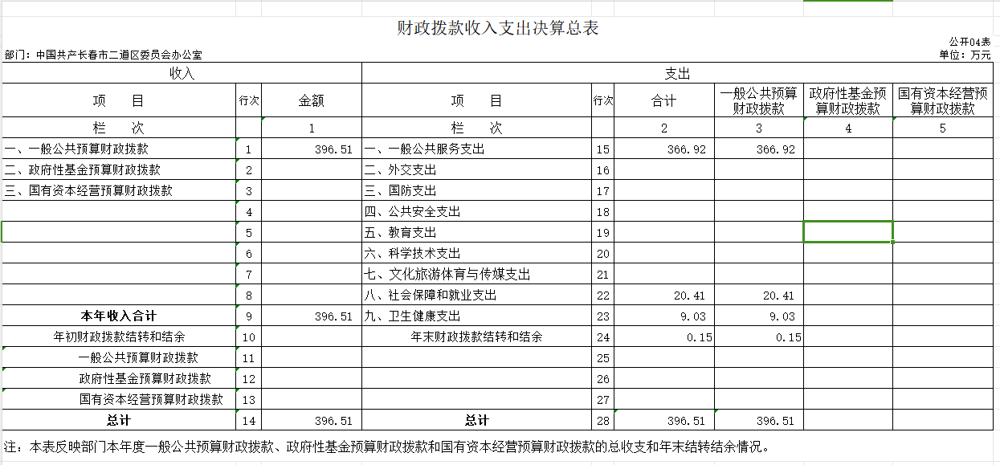 财政拨款收入支出决算总表
公开04表
部门：中国共产长春市二道区委员会办公室 单位：万元
收入 支出
项 目 行次 金额 项 目 行次 合计 一般公共预算财政拨款 政府性基金预算财政拨款 国有资本经营预算财政拨款
栏 次 1 栏 次 2 3 4 5
一、一般公共预算财政拨款 1 396.51 一、一般公共服务支出 15 366.92 366.92
二、政府性基金预算财政拨款 2 二、外交支出 16
三、国有资本经营预算财政拨款 3 三、国防支出 17
4 四、公共安全支出 18
5 五、教育支出 19
6 六、科学技术支出 20
7 七、文化旅游体育与传媒支出 21
8 八、社会保障和就业支出 22 20.41 20.41
本年收入合计 9 396.51 九、卫生健康支出 23 9.03 9.03
年初财政拨款结转和结余 10 年末财政拨款结转和结余 24 0.15 0.15
一般公共预算财政拨款 11 25
政府性基金预算财政拨款 12 26
国有资本经营预算财政拨款 13 27
总计 14 396.51 总计 28 396.51 396.51
注：本表反映部门本年度一般公共预算财政拨款、政府性基金预算财政拨款和国有资本经营预算财政拨款的总收支和年末结转结余情况。